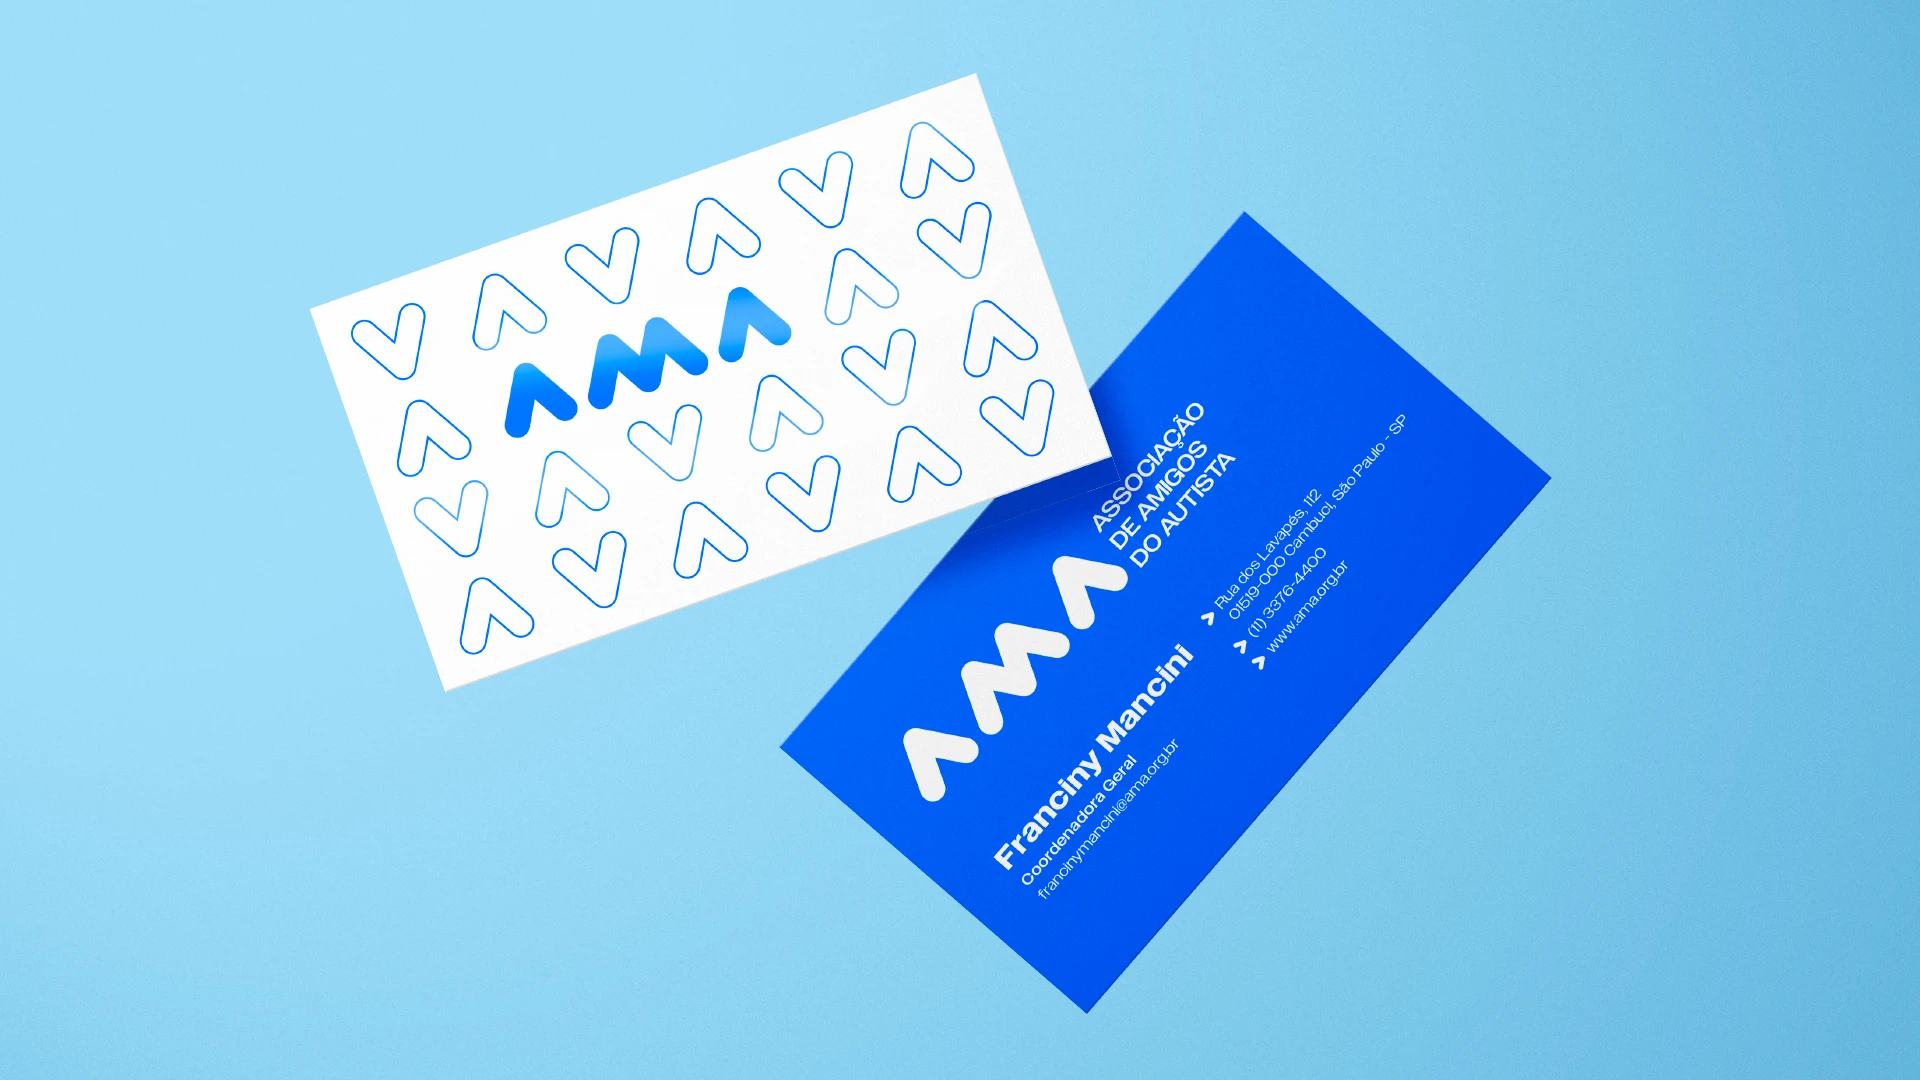 AMA
AMA
ASSOCIAÇÃO
DE AMIGOS
DO AUTISTA
Franciny Mancini
Coordenadora Geral
francinymancini@ama.org.br
Rua dos Lavapés, 112
01519-000 Cambuci, São Paulo - SP
(11) 3376-4400
www.ama.org.br